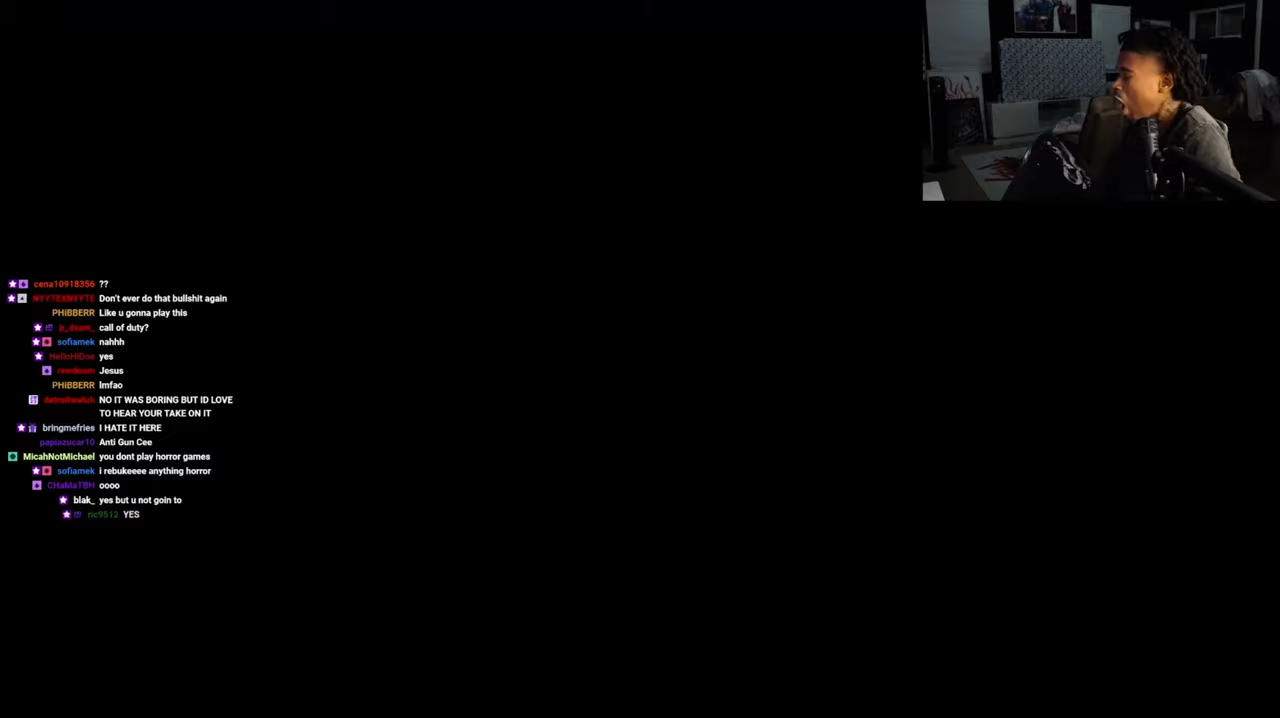 cena10918356 ??
Don't ever do that bullshit again
PHiBBERR Like u gonna play this
call of duty?
sofiamek nahhh
HelloHiDoe yes
Jesus
PHiBBERR lmfao
NO IT WAS BORING BUT ID LOVE
TO HEAR YOUR TAKE ON IT
bringmefries I HATE IT HERE
papiazucar10 Anti Gun Cee
MicahNotMichael you dont play horror games
sofiamek i rebukeeee anything horror
CHaMaTBH oooo
blak_ yes but u not goin to
ric9512 YES